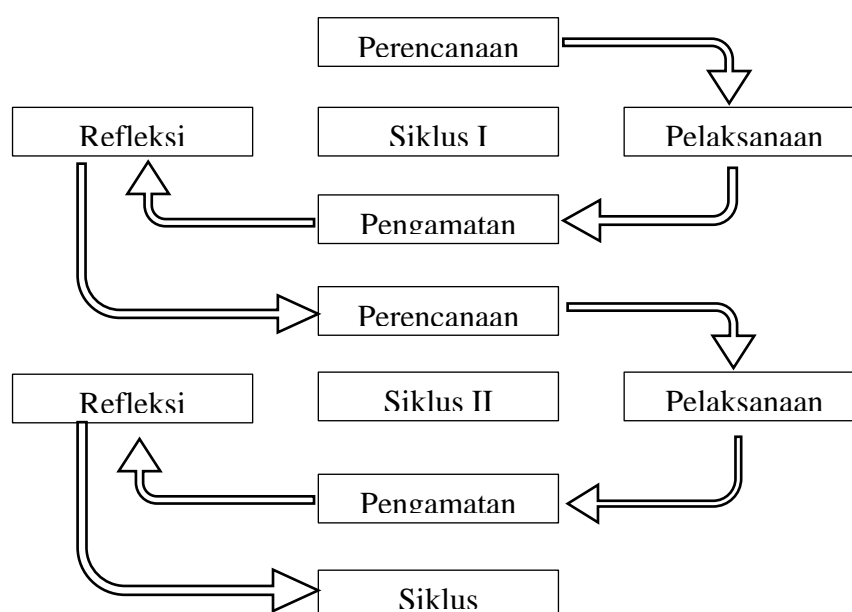 Perencanaan
Refleksi
Siklus I
Pelaksanaan
Pengamatan
Perencanaan
Refleksi
Siklus II
Pelaksanaan
Pengamatan
Siklus